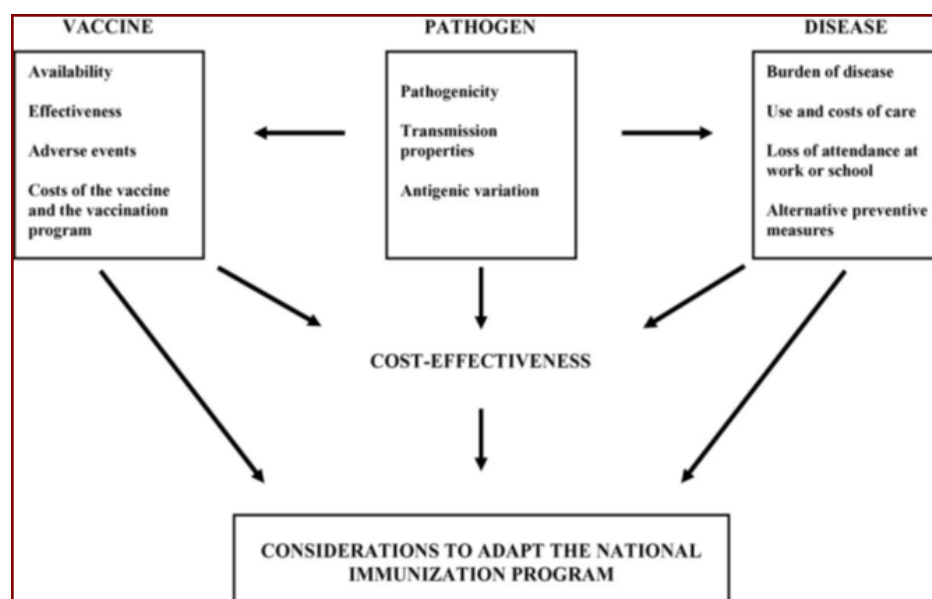 VACCINE
Availability
Effectiveness
Adverse events
Costs of the vaccine
and the vaccination
program
PATHOGEN
Pathogenicity
Transmission
properties
Antigenic variation
DISEASE
Burden of disease
Use and costs of care
Loss of attendance at
work or school
Alternative preventive
measures
COST-EFFECTIVENESS
CONSIDERATIONS TO ADAPT THE NATIONAL
IMMUNIZATION PROGRAM